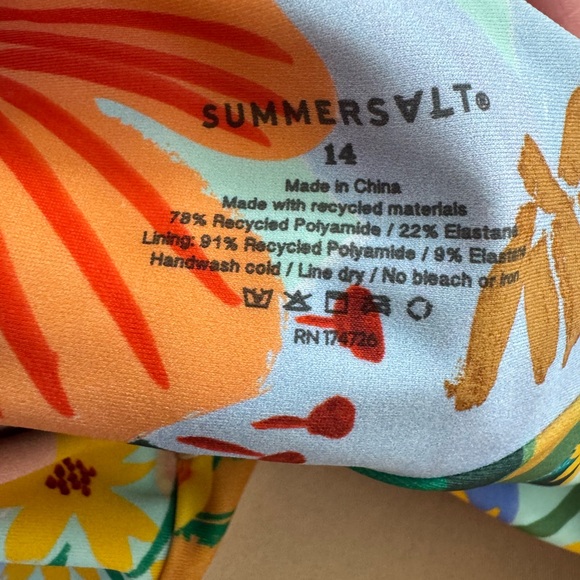 SUMMERSALT®
14
Made in China
Made with recycled materials
78% Recycled Polyamide / 22% Elastane
Lining: 91% Recycled Polyamide / 9% Elastane
Handwash cold / Line dry / No bleach or iron
RN 174726